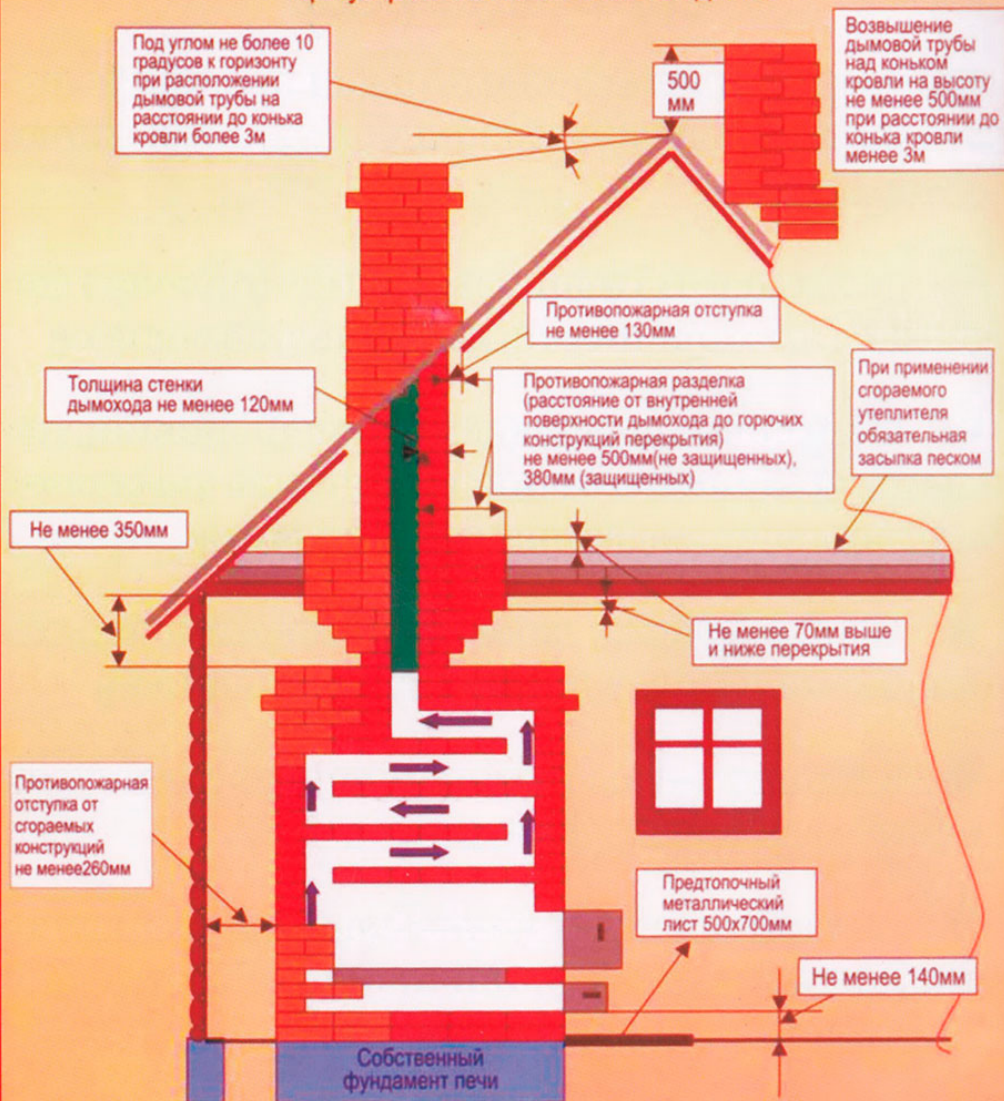 Под углом не более 10
градусов к горизонту
при расположении
дымовой трубы на
расстоянии до конька
кровли более 3м
500
мм
Возвышение
дымовой трубы
над коньком
кровли на высоту
не менее 500мм
при расстоянии до
конька кровли
менее 3м
Противопожарная отступка
не менее 130мм
Толщина стенки
дымохода не менее 120мм
Противопожарная разделка
(расстояние от внутренней
поверхности дымохода до горючих
конструкций перекрытия)
не менее 500мм(не защищенных),
380мм (защищенных)
При применении
сгораемого
утеплителя
обязательная
засыпка песком
Не менее 350мм
Не менее 70мм выше
и ниже перекрытия
Противопожарная
отступка от
сгораемых
конструкций
не менее260мм
Предтопочный
металлический
лист 500х700мм
Не менее 140мм
Собственный
фундамент печи